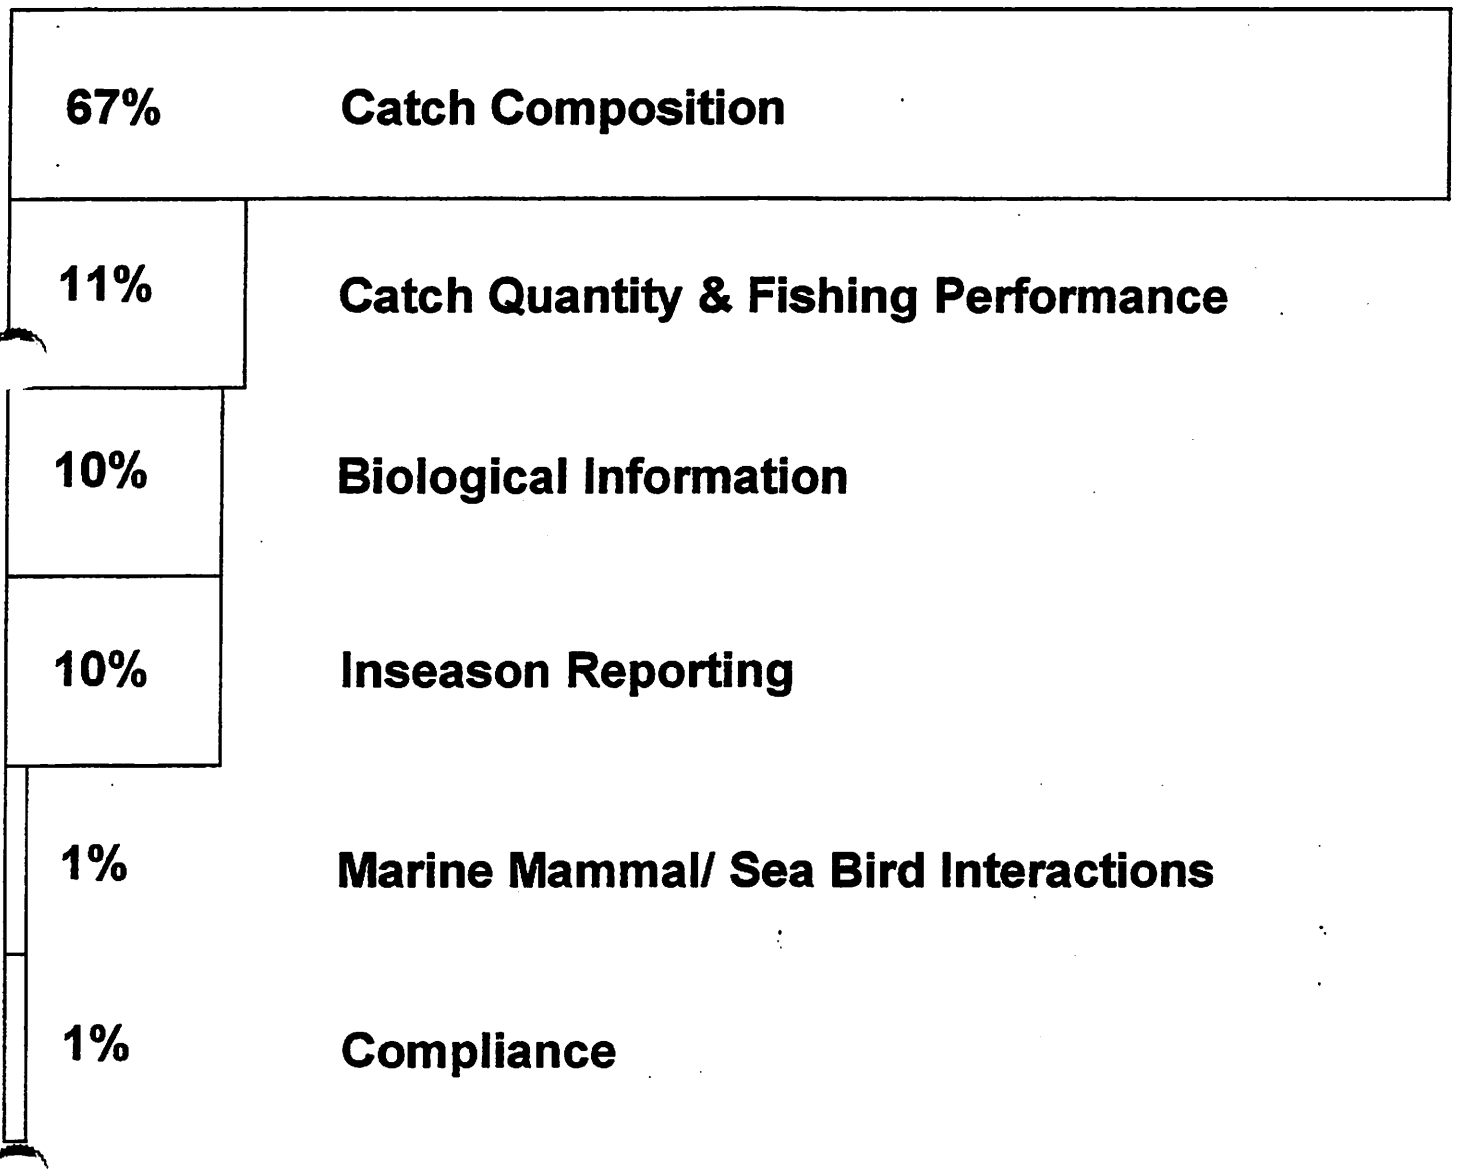 67% Catch Composition
11% Catch Quantity & Fishing Performance
10% Biological Information
10% Inseason Reporting
1% Marine Mammal/ Sea Bird Interactions
1% Compliance